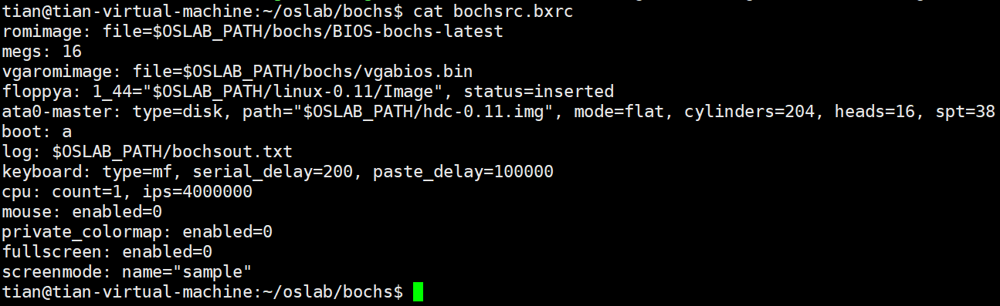 tian@tian-virtual-machine:~/oslab/bochs$ cat bochsrc.bxrc
romimage: file=$OSLAB_PATH/bochs/BIOS-bochs-latest
megs: 16
vgaromimage: file=$OSLAB_PATH/bochs/vgabios.bin
floppya: 1_44="$OSLAB_PATH/linux-0.11/Image", status=inserted
ata0-master: type=disk, path="$OSLAB_PATH/hdc-0.11.img", mode=flat, cylinders=204, heads=16, spt=38
boot: a
log: $OSLAB_PATH/bochsout.txt
keyboard: type=mf, serial_delay=200, paste_delay=100000
cpu: count=1, ips=4000000
mouse: enabled=0
private_colormap: enabled=0
fullscreen: enabled=0
screenmode: name="sample"
tian@tian-virtual-machine:~/oslab/bochs$